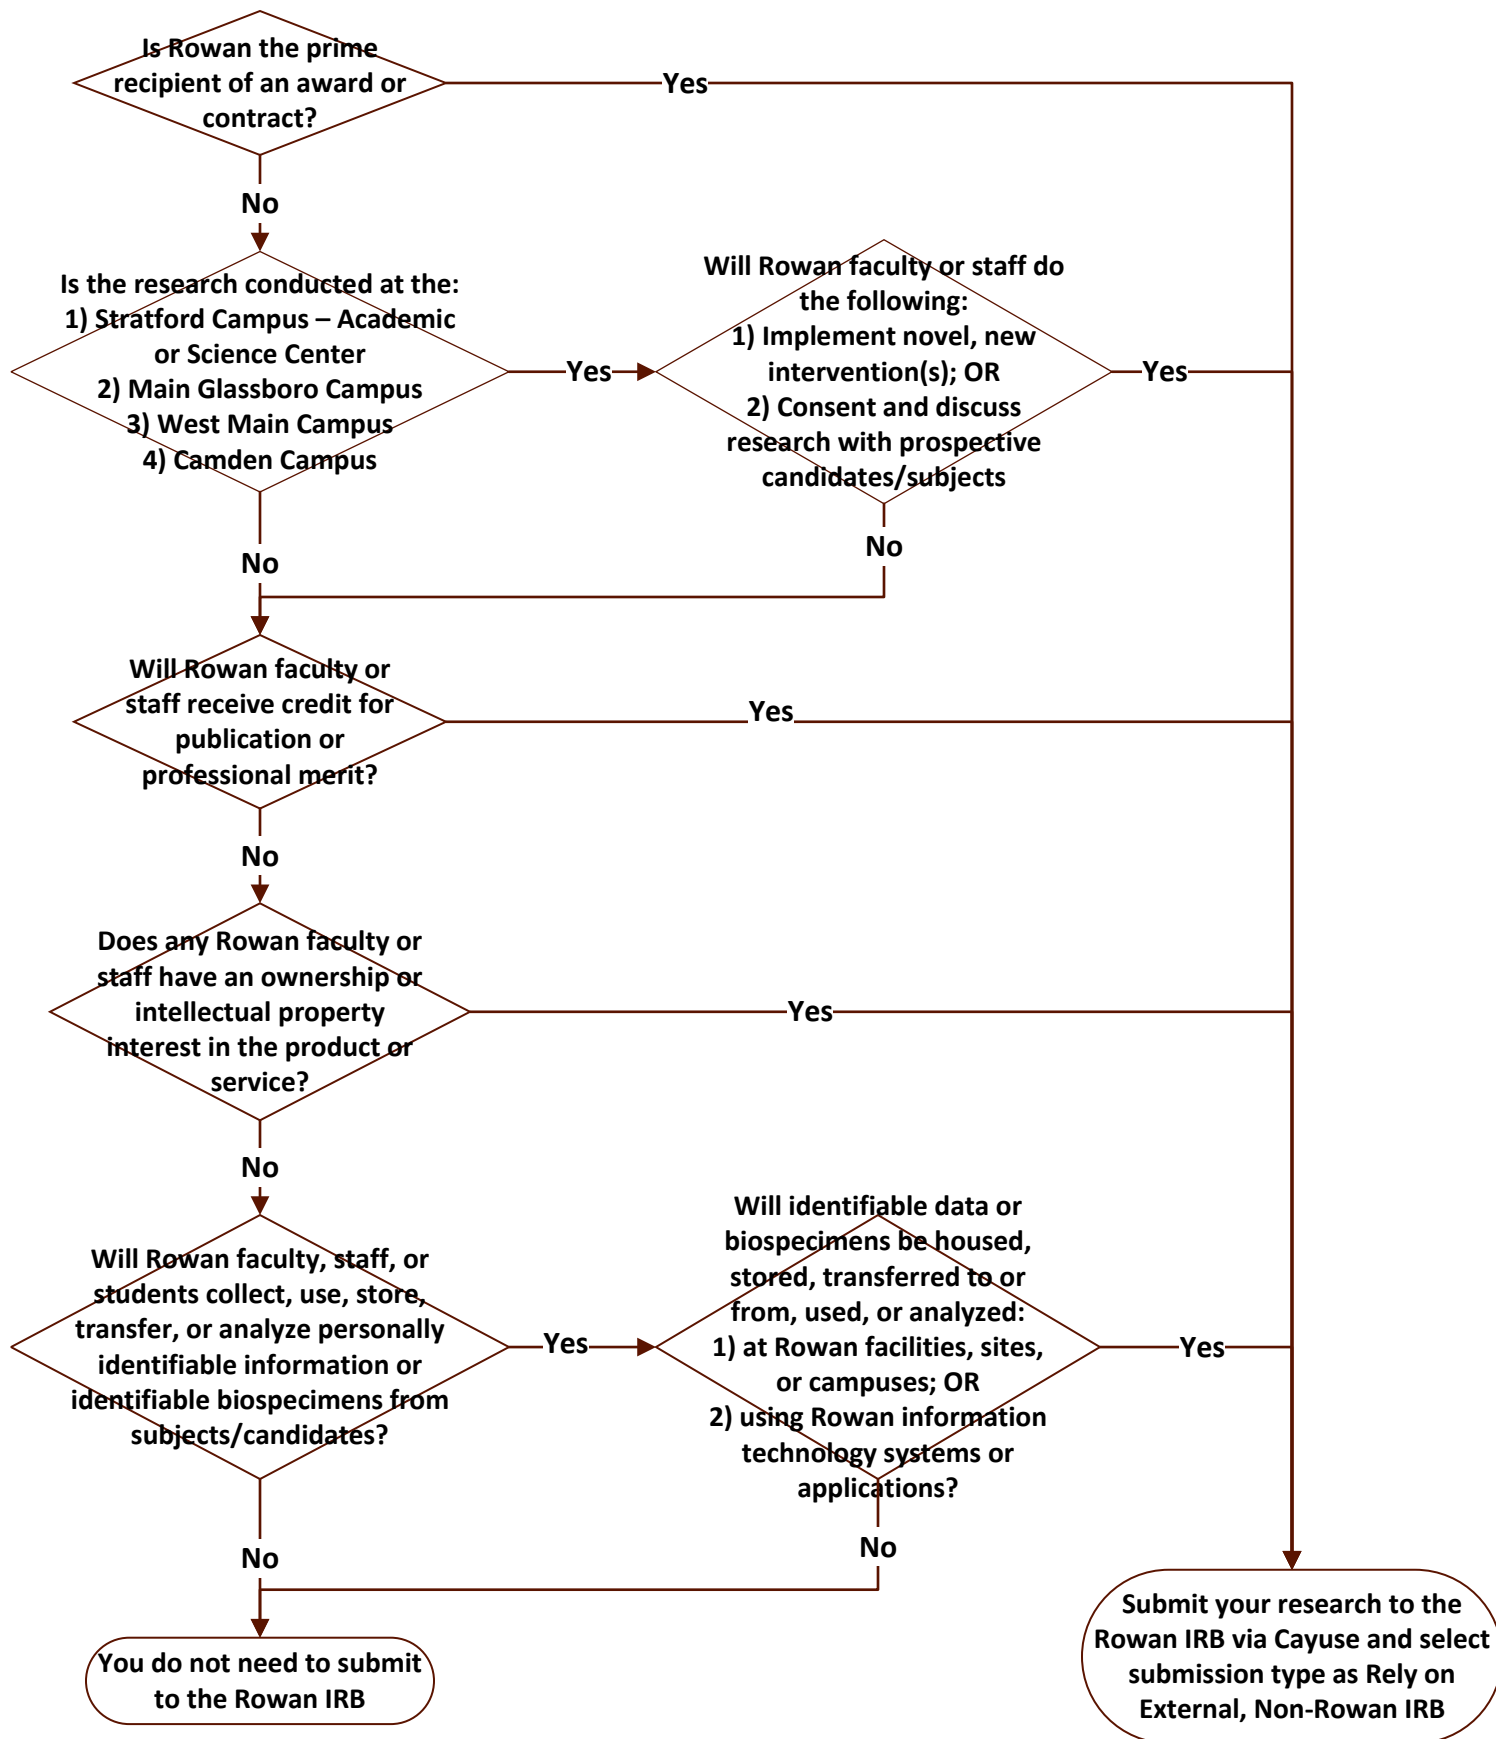 Is Rowan the prime
recipient of an award or
contract?
Yes
No
Is the research conducted at the:
1) Stratford Campus – Academic
or Science Center
2) Main Glassboro Campus
3) West Main Campus
4) Camden Campus
Yes
Will Rowan faculty or staff do
the following:
1) Implement novel, new
intervention(s); OR
2) Consent and discuss
research with prospective
candidates/subjects
Yes
No
No
Will Rowan faculty or
staff receive credit for
publication or
professional merit?
Yes
No
Does any Rowan faculty or
staff have an ownership or
intellectual property
interest in the product or
service?
Yes
No
Will Rowan faculty, staff, or
students collect, use, store,
transfer, or analyze personally
identifiable information or
identifiable biospecimens from
subjects/candidates?
Yes
Will identifiable data or
biospecimens be housed,
stored, transferred to or
from, used, or analyzed:
1) at Rowan facilities, sites,
or campuses; OR
2) using Rowan information
technology systems or
applications?
Yes
No
No
You do not need to submit
to the Rowan IRB
Submit your research to the
Rowan IRB via Cayuse and select
submission type as Rely on
External, Non-Rowan IRB